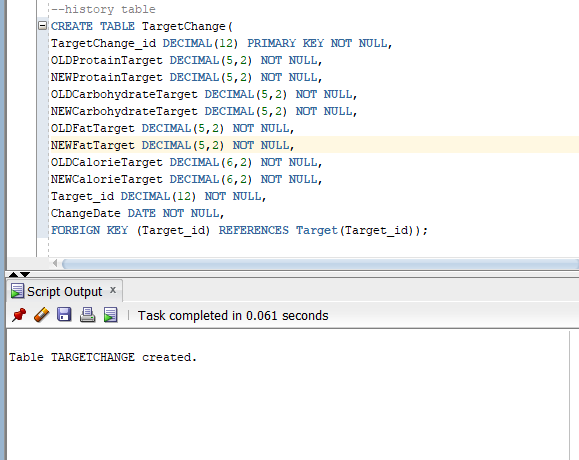 --history table
CREATE TABLE TargetChange(
TargetChange_id DECIMAL(12) PRIMARY KEY NOT NULL,
OLDProtainTarget DECIMAL(5,2) NOT NULL,
NEWProtainTarget DECIMAL(5,2) NOT NULL,
OLDCarbohydrateTarget DECIMAL(5,2) NOT NULL,
NEWCarbohydrateTarget DECIMAL(5,2) NOT NULL,
OLDFatTarget DECIMAL(5,2) NOT NULL,
NEWFatTarget DECIMAL(5,2) NOT NULL,
OLDCalorieTarget DECIMAL(6,2) NOT NULL,
NEWCalorieTarget DECIMAL(6,2) NOT NULL,
Target_id DECIMAL(12) NOT NULL,
ChangeDate DATE NOT NULL,
FOREIGN KEY (Target_id) REFERENCES Target(Target_id));
Script Output x
Task completed in 0.061 seconds
Table TARGETCHANGE created.